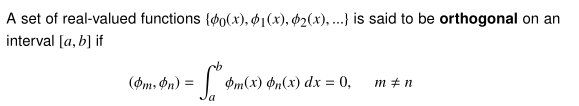 A set of real-valued functions {ϕ₀(x), ϕ₁(x), ϕ₂(x), ...} is said to be orthogonal on an
interval [a, b] if
(ϕₘ, ϕₙ) = ∫ₐᵇ ϕₘ(x) ϕₙ(x) dx = 0,   m ≠ n